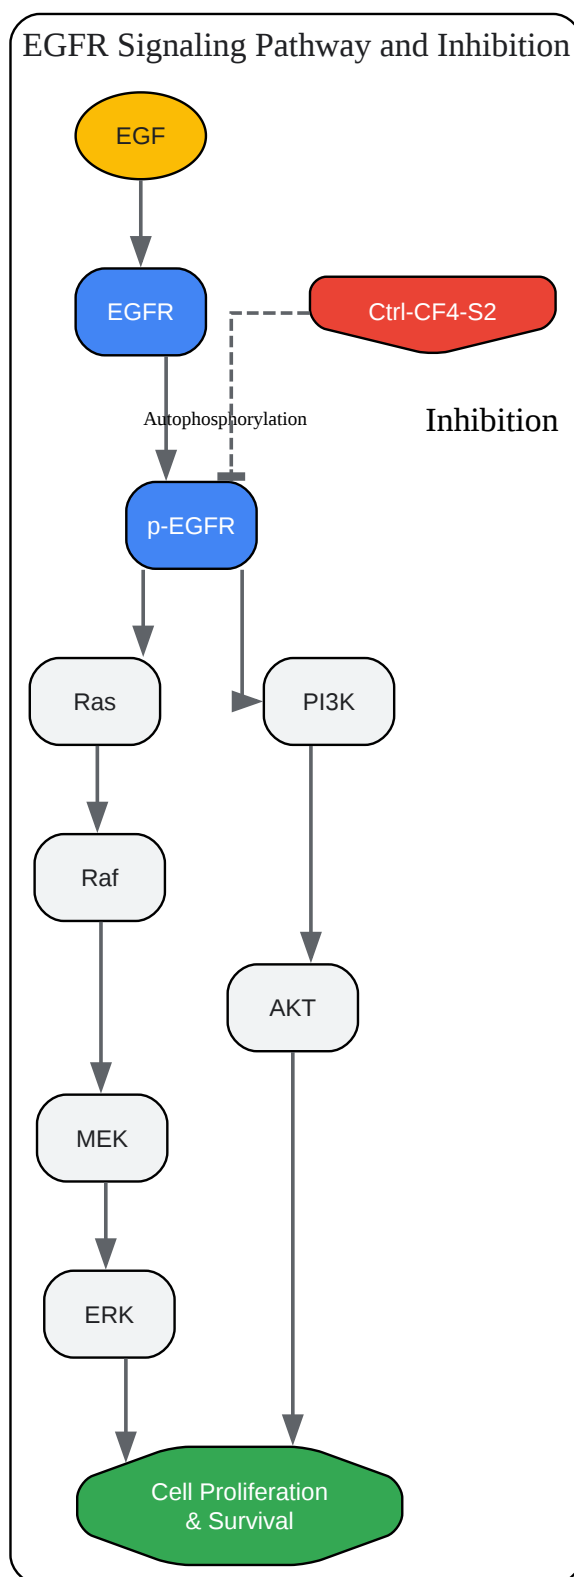 EGFR Signaling Pathway and Inhibition
EGF
EGFR
Ctrl-CF4-S2
Autophosphorylation
Inhibition
p-EGFR
Ras
PI3K
Raf
AKT
MEK
ERK
Cell Proliferation
& Survival